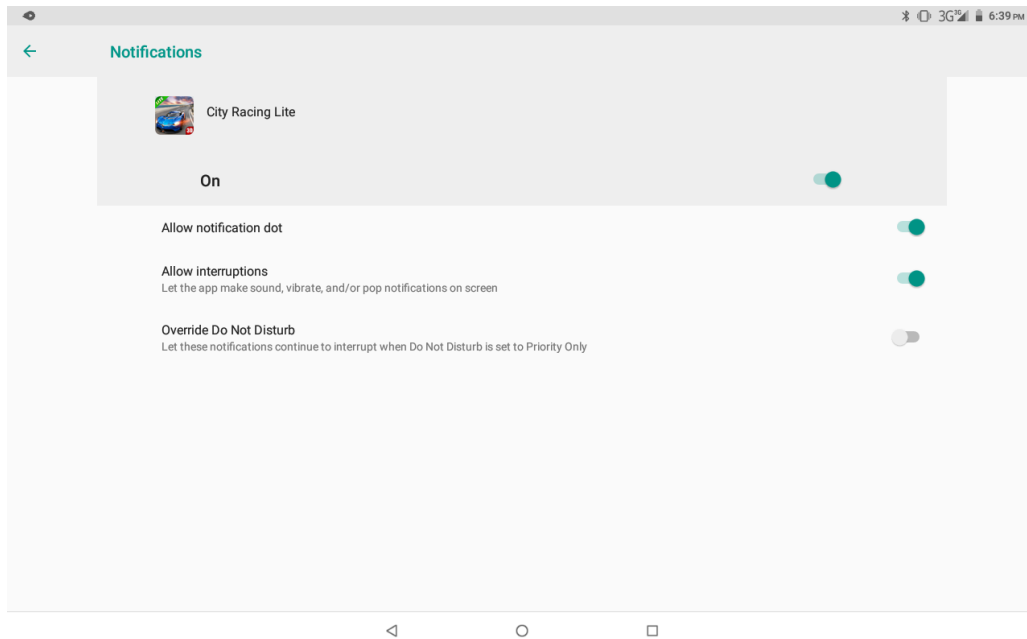 3G 3G 6:39 PM
Notifications
City Racing Lite
On
Allow notification dot
Allow interruptions
Let the app make sound, vibrate, and/or pop notifications on screen
Override Do Not Disturb
Let these notifications continue to interrupt when Do Not Disturb is set to Priority Only